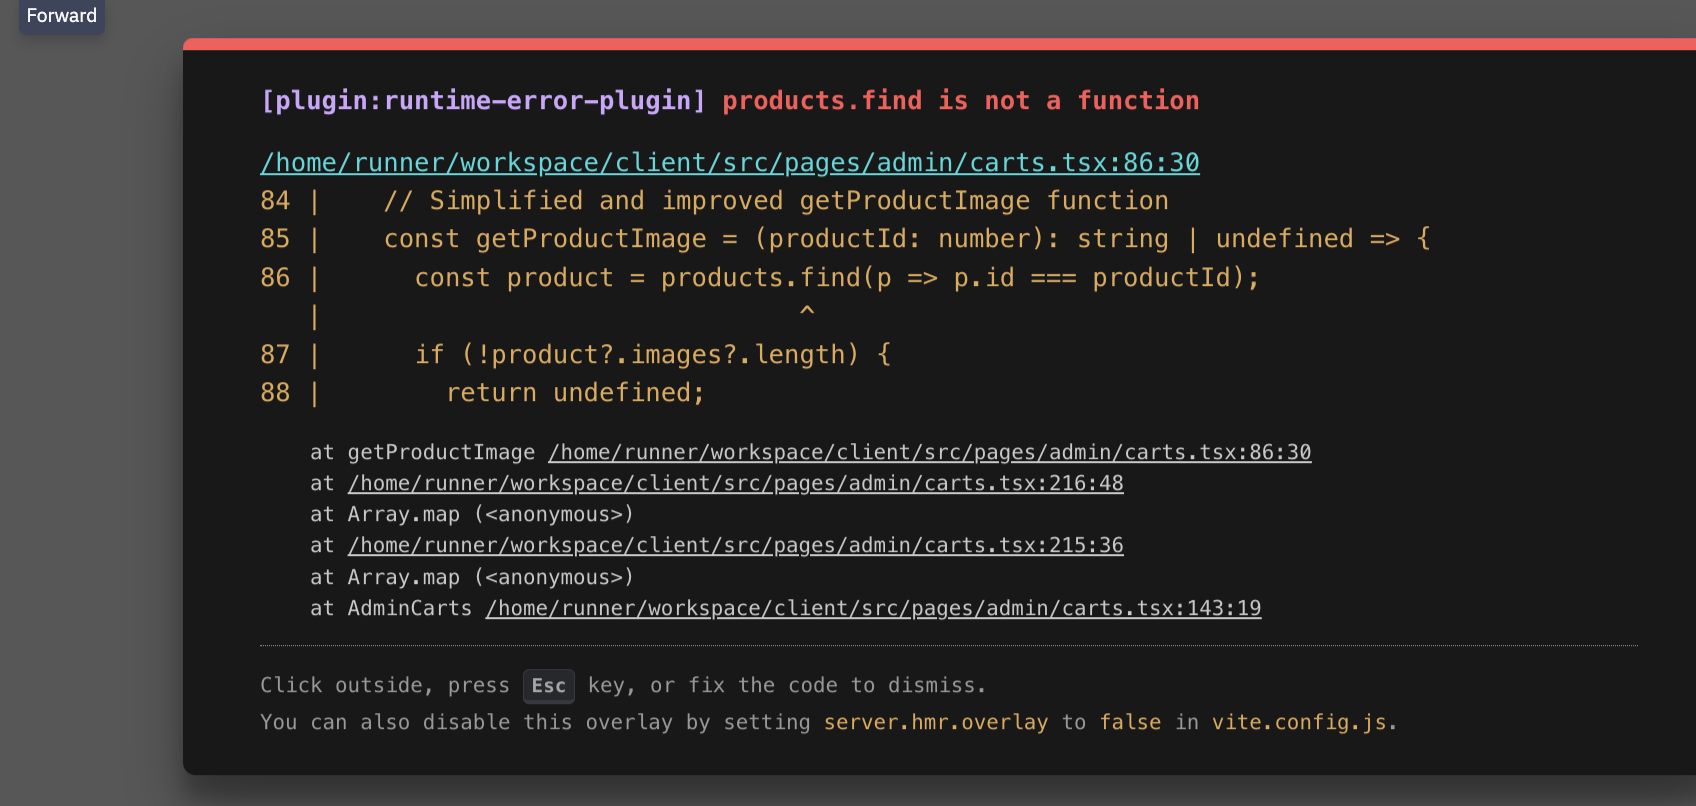 Forward
[plugin:runtime-error-plugin] products.find is not a function
/home/runner/workspace/client/src/pages/admin/carts.tsx:86:30
84 |    // Simplified and improved getProductImage function
85 |    const getProductImage = (productId: number): string | undefined => {
86 |      const product = products.find(p => p.id === productId);
   |                               ^
87 |      if (!product?.images?.length) {
88 |        return undefined;
at getProductImage /home/runner/workspace/client/src/pages/admin/carts.tsx:86:30
at /home/runner/workspace/client/src/pages/admin/carts.tsx:216:48
at Array.map (<anonymous>)
at /home/runner/workspace/client/src/pages/admin/carts.tsx:215:36
at Array.map (<anonymous>)
at AdminCarts /home/runner/workspace/client/src/pages/admin/carts.tsx:143:19
Click outside, press Esc key, or fix the code to dismiss.
You can also disable this overlay by setting server.hmr.overlay to false in vite.config.js.